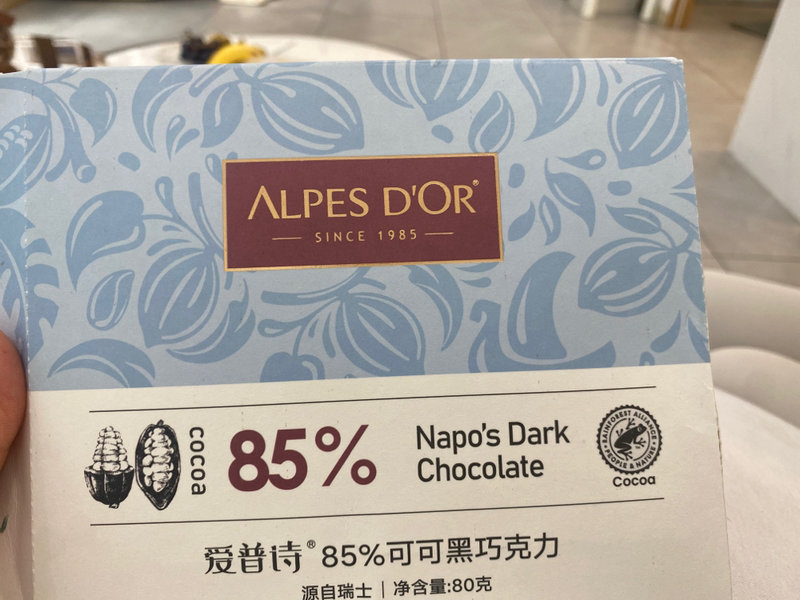 ALPES D'OR®
SINCE 1985
cocoa
85%
Napo's Dark
Chocolate
RAINFOREST ALLIANCE
PEOPLE & NATURE
Cocoa
爱普诗® 85%可可黑巧克力
源自瑞士 | 净含量:80克